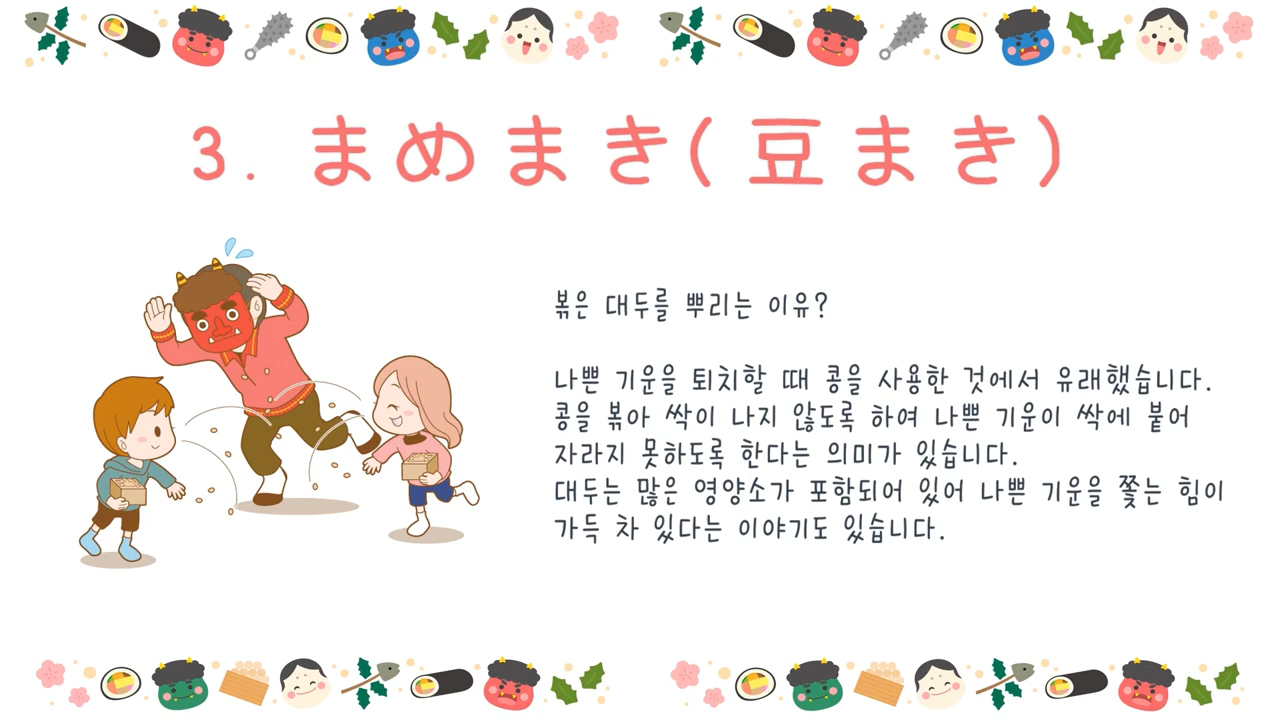 3. まめまき(豆まき)
볶은 대두를 뿌리는 이유?
나쁜 기운을 퇴치할 때 콩을 사용한 것에서 유래했습니다.
콩을 볶아 싹이 나지 않도록 하여 나쁜 기운이 싹에 붙어
자라지 못하도록 한다는 의미가 있습니다.
대두는 많은 영양소가 포함되어 있어 나쁜 기운을 쫓는 힘이
가득 차 있다는 이야기도 있습니다.